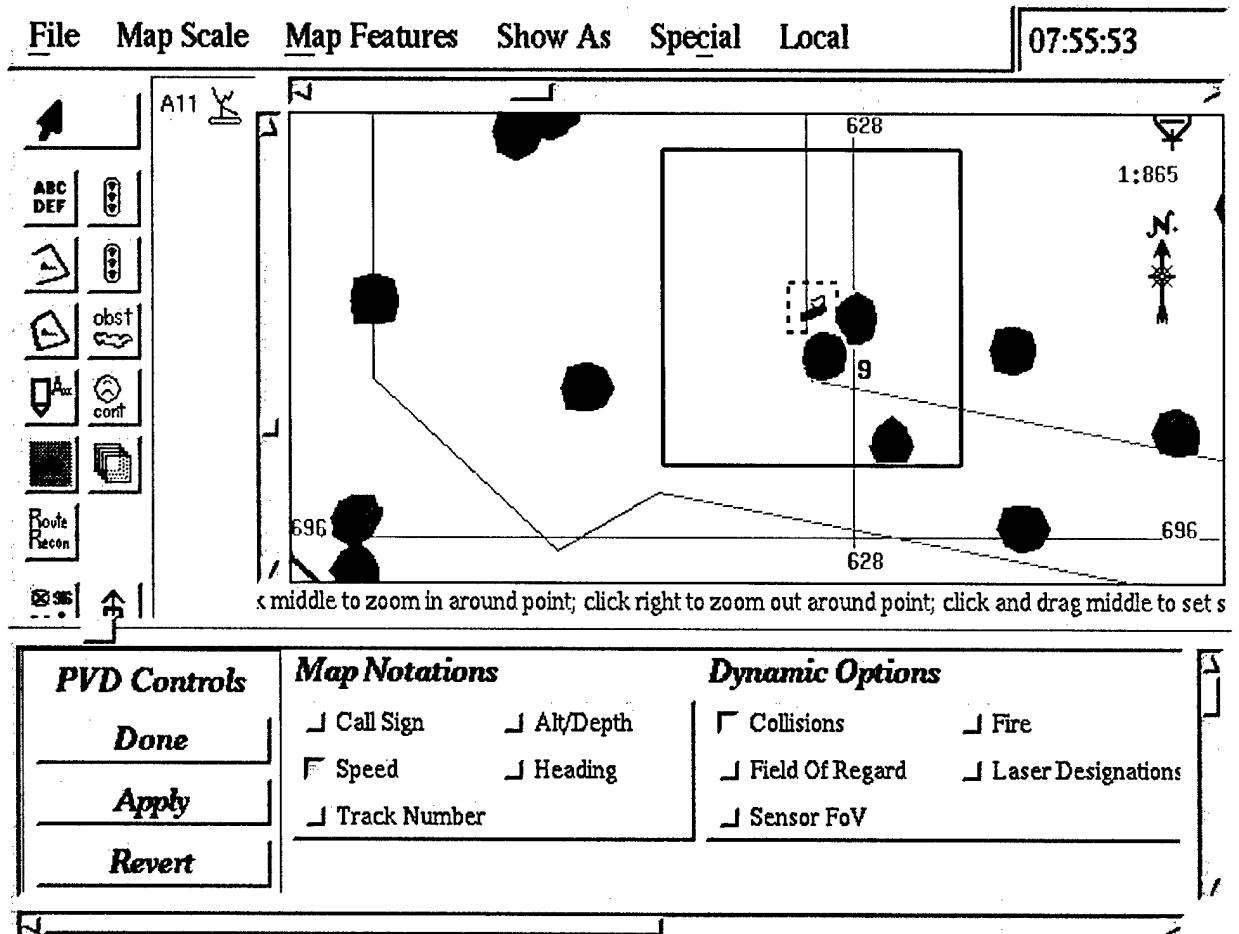 File Map Scale Map Features Show As Special Local 07:55:53
A11
628
1:865
N.
ABC
DEF
obst
cont
9
Route
Recon
696 696
628
k middle to zoom in around point; click right to zoom out around point; click and drag middle to set s
PVD Controls
Done
Apply
Revert
Map Notations
Call Sign Alt/Depth
Speed Heading
Track Number
Dynamic Options
Collisions Fire
Field Of Regard Laser Designations
Sensor FoV